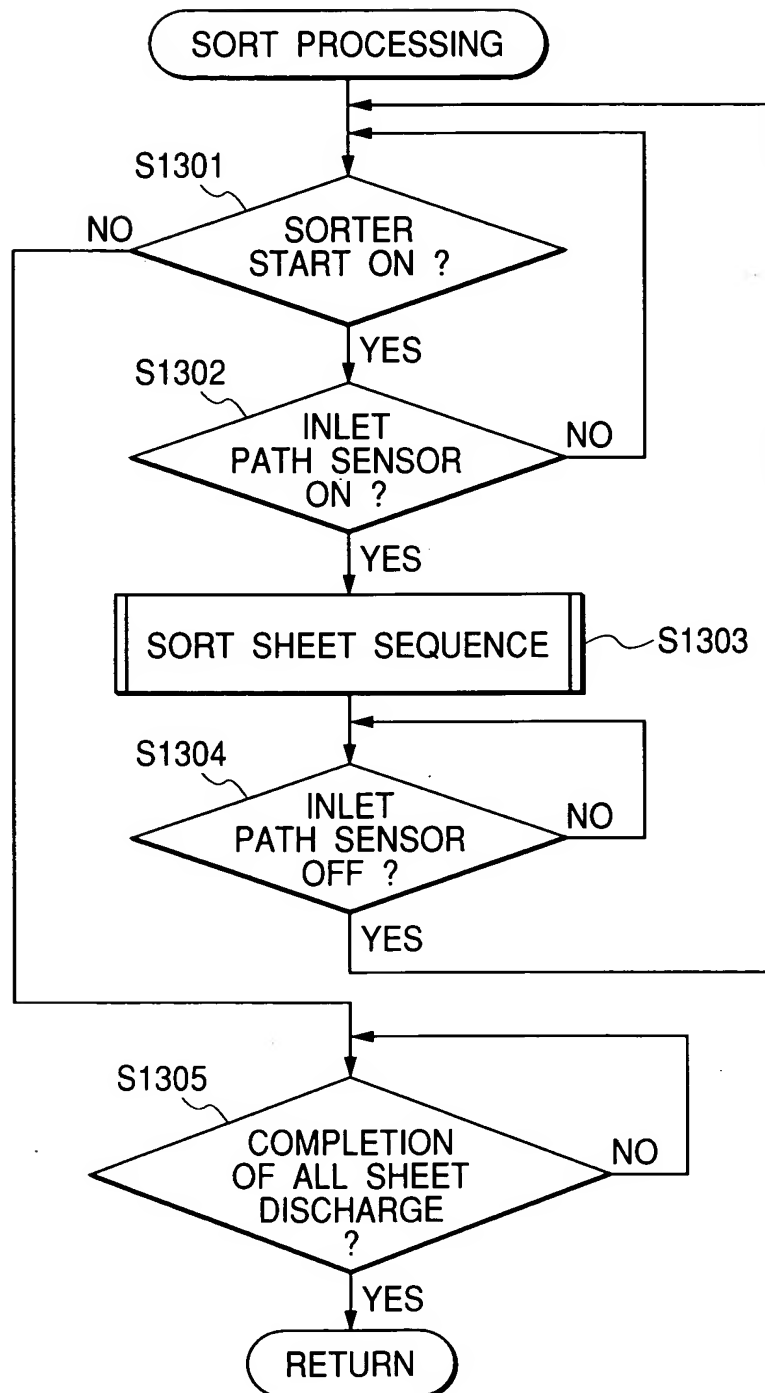 SORT PROCESSING
S1301
NO
SORTER
START ON ?
YES
S1302
INLET
PATH SENSOR
ON ?
NO
YES
SORT SHEET SEQUENCE
S1303
S1304
INLET
PATH SENSOR
OFF ?
NO
YES
S1305
COMPLETION
OF ALL SHEET
DISCHARGE
?
NO
YES
RETURN